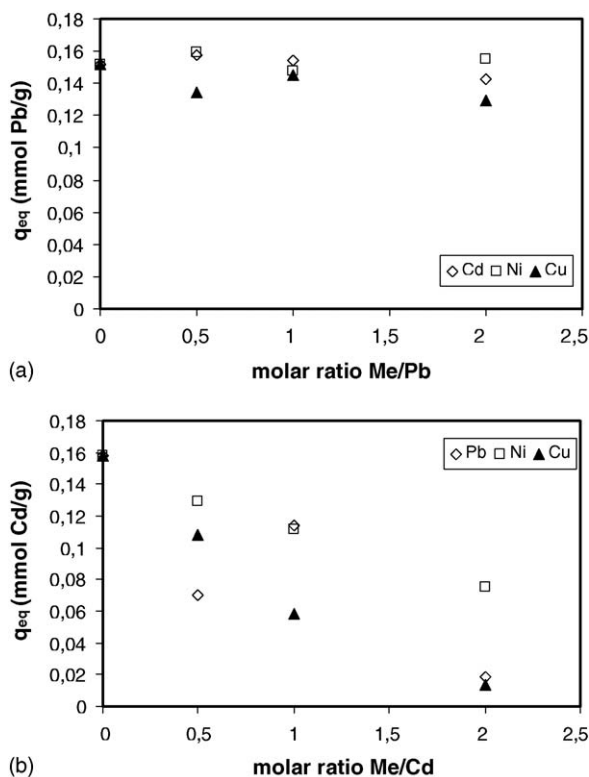 0,18
0,16
0,14
0,12
0,1
0,08
0,06
0,04
0,02
0
qeq (mmol Pb/g)
Cd Ni Cu
0 0,5 1 1,5 2 2,5
(a) molar ratio Me/Pb
0,18
0,16
0,14
0,12
0,1
0,08
0,06
0,04
0,02
0
qeq (mmol Cd/g)
Pb Ni Cu
0 0,5 1 1,5 2 2,5
(b) molar ratio Me/Cd